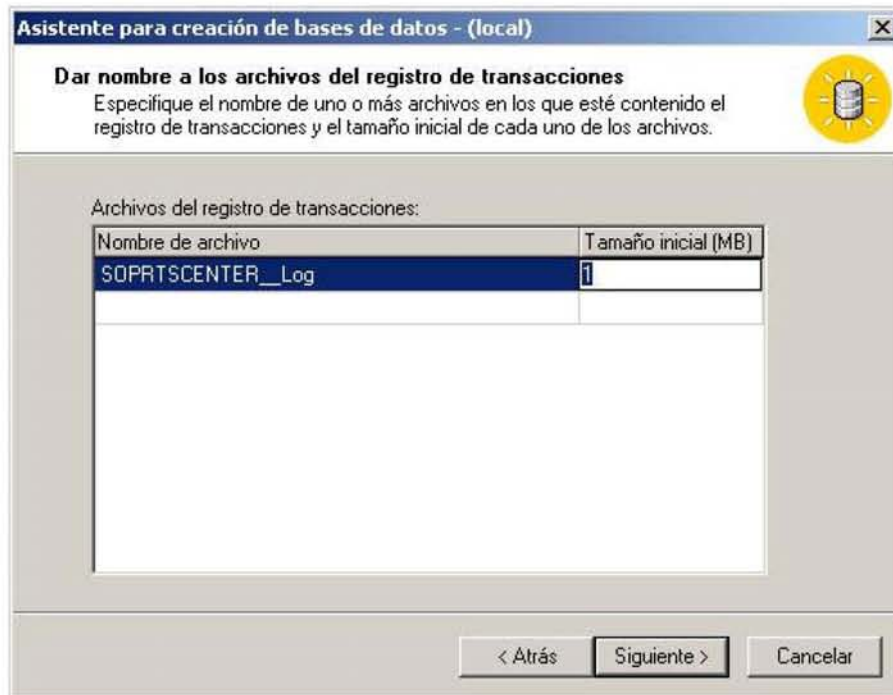 Asistente para creación de bases de datos - (local)
Dar nombre a los archivos del registro de transacciones
Especifique el nombre de uno o más archivos en los que esté contenido el
registro de transacciones y el tamaño inicial de cada uno de los archivos.
Archivos del registro de transacciones:
Nombre de archivo Tamaño inicial (MB)
SOPRTSCENTER__Log 1
< Atrás Siguiente > Cancelar